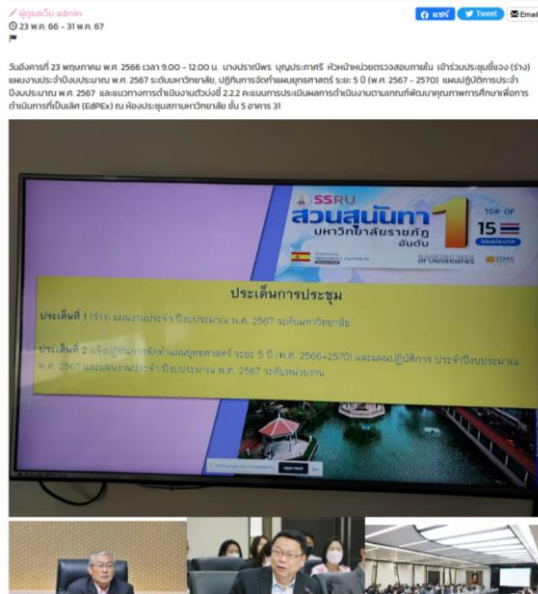 ผู้ดูแลเว็บ admin
แชร์ Tweet Email
23 พ.ค. 66 - 31 พ.ค. 67
วันอังคารที่ 23 พฤษภาคม พ.ศ. 2566 เวลา 9.00 - 12.00 น. นางปราณีพร บุญประภาศรี หัวหน้าหน่วยตรวจสอบภายใน เข้าร่วมประชุมชี้แจง (ร่าง)
แผนงานประจำปีงบประมาณ พ.ศ. 2567 ระดับมหาวิทยาลัย, ปฏิทินการจัดทำแผนยุทธศาสตร์ ระยะ 5 ปี (พ.ศ. 2567 - 2570) แผนปฏิบัติการประจำ
ปีงบประมาณ พ.ศ. 2567 และแนวทางการดำเนินงานตัวบ่งชี้ 2.2.2 คะแนนการประเมินผลการดำเนินงานตามเกณฑ์พัฒนาคุณภาพการศึกษาเพื่อการ
ดำเนินการที่เป็นเลิศ (EdPEx) ณ ห้องประชุมสภามหาวิทยาลัย ชั้น 5 อาคาร 31
SSRU
สวนสุนันทา 1
มหาวิทยาลัยราชภัฏ
อันดับ
TOP OF
15
RANKING WEB
OF UNIVERSITIES
ประเด็นการประชุม
ประเด็นที่ 1 (ร่าง) แผนงานประจำ ปีงบประมาณ พ.ศ. 2567 ระดับมหาวิทยาลัย
ประเด็นที่ 2 แจ้งปฏิทินการจัดทำแผนยุทธศาสตร์ ระยะ 5 ปี (พ.ศ. 2566-2570) และแผนปฏิบัติการ ประจำปีงบประมาณ
พ.ศ. 2567 และแผนงานประจำ ปีงบประมาณ พ.ศ. 2567 ระดับหน่วยงาน